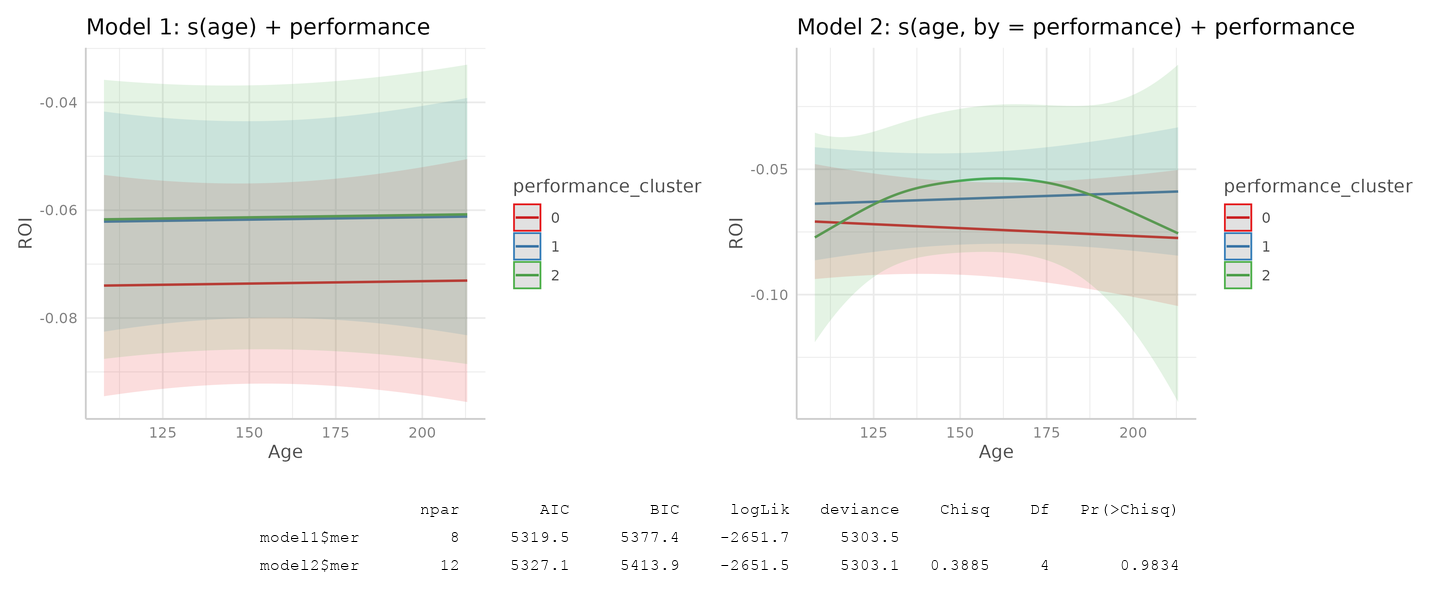 Model 1: s(age) + performance
-0.04
-0.06
-0.08
ROI
125 150 175 200
Age
performance_cluster
0
1
2
Model 2: s(age, by = performance) + performance
-0.05
-0.10
ROI
125 150 175 200
Age
performance_cluster
0
1
2
npar AIC BIC logLik deviance Chisq Df Pr(>Chisq)
model1$mer 8 5319.5 5377.4 -2651.7 5303.5
model2$mer 12 5327.1 5413.9 -2651.5 5303.1 0.3885 4 0.9834